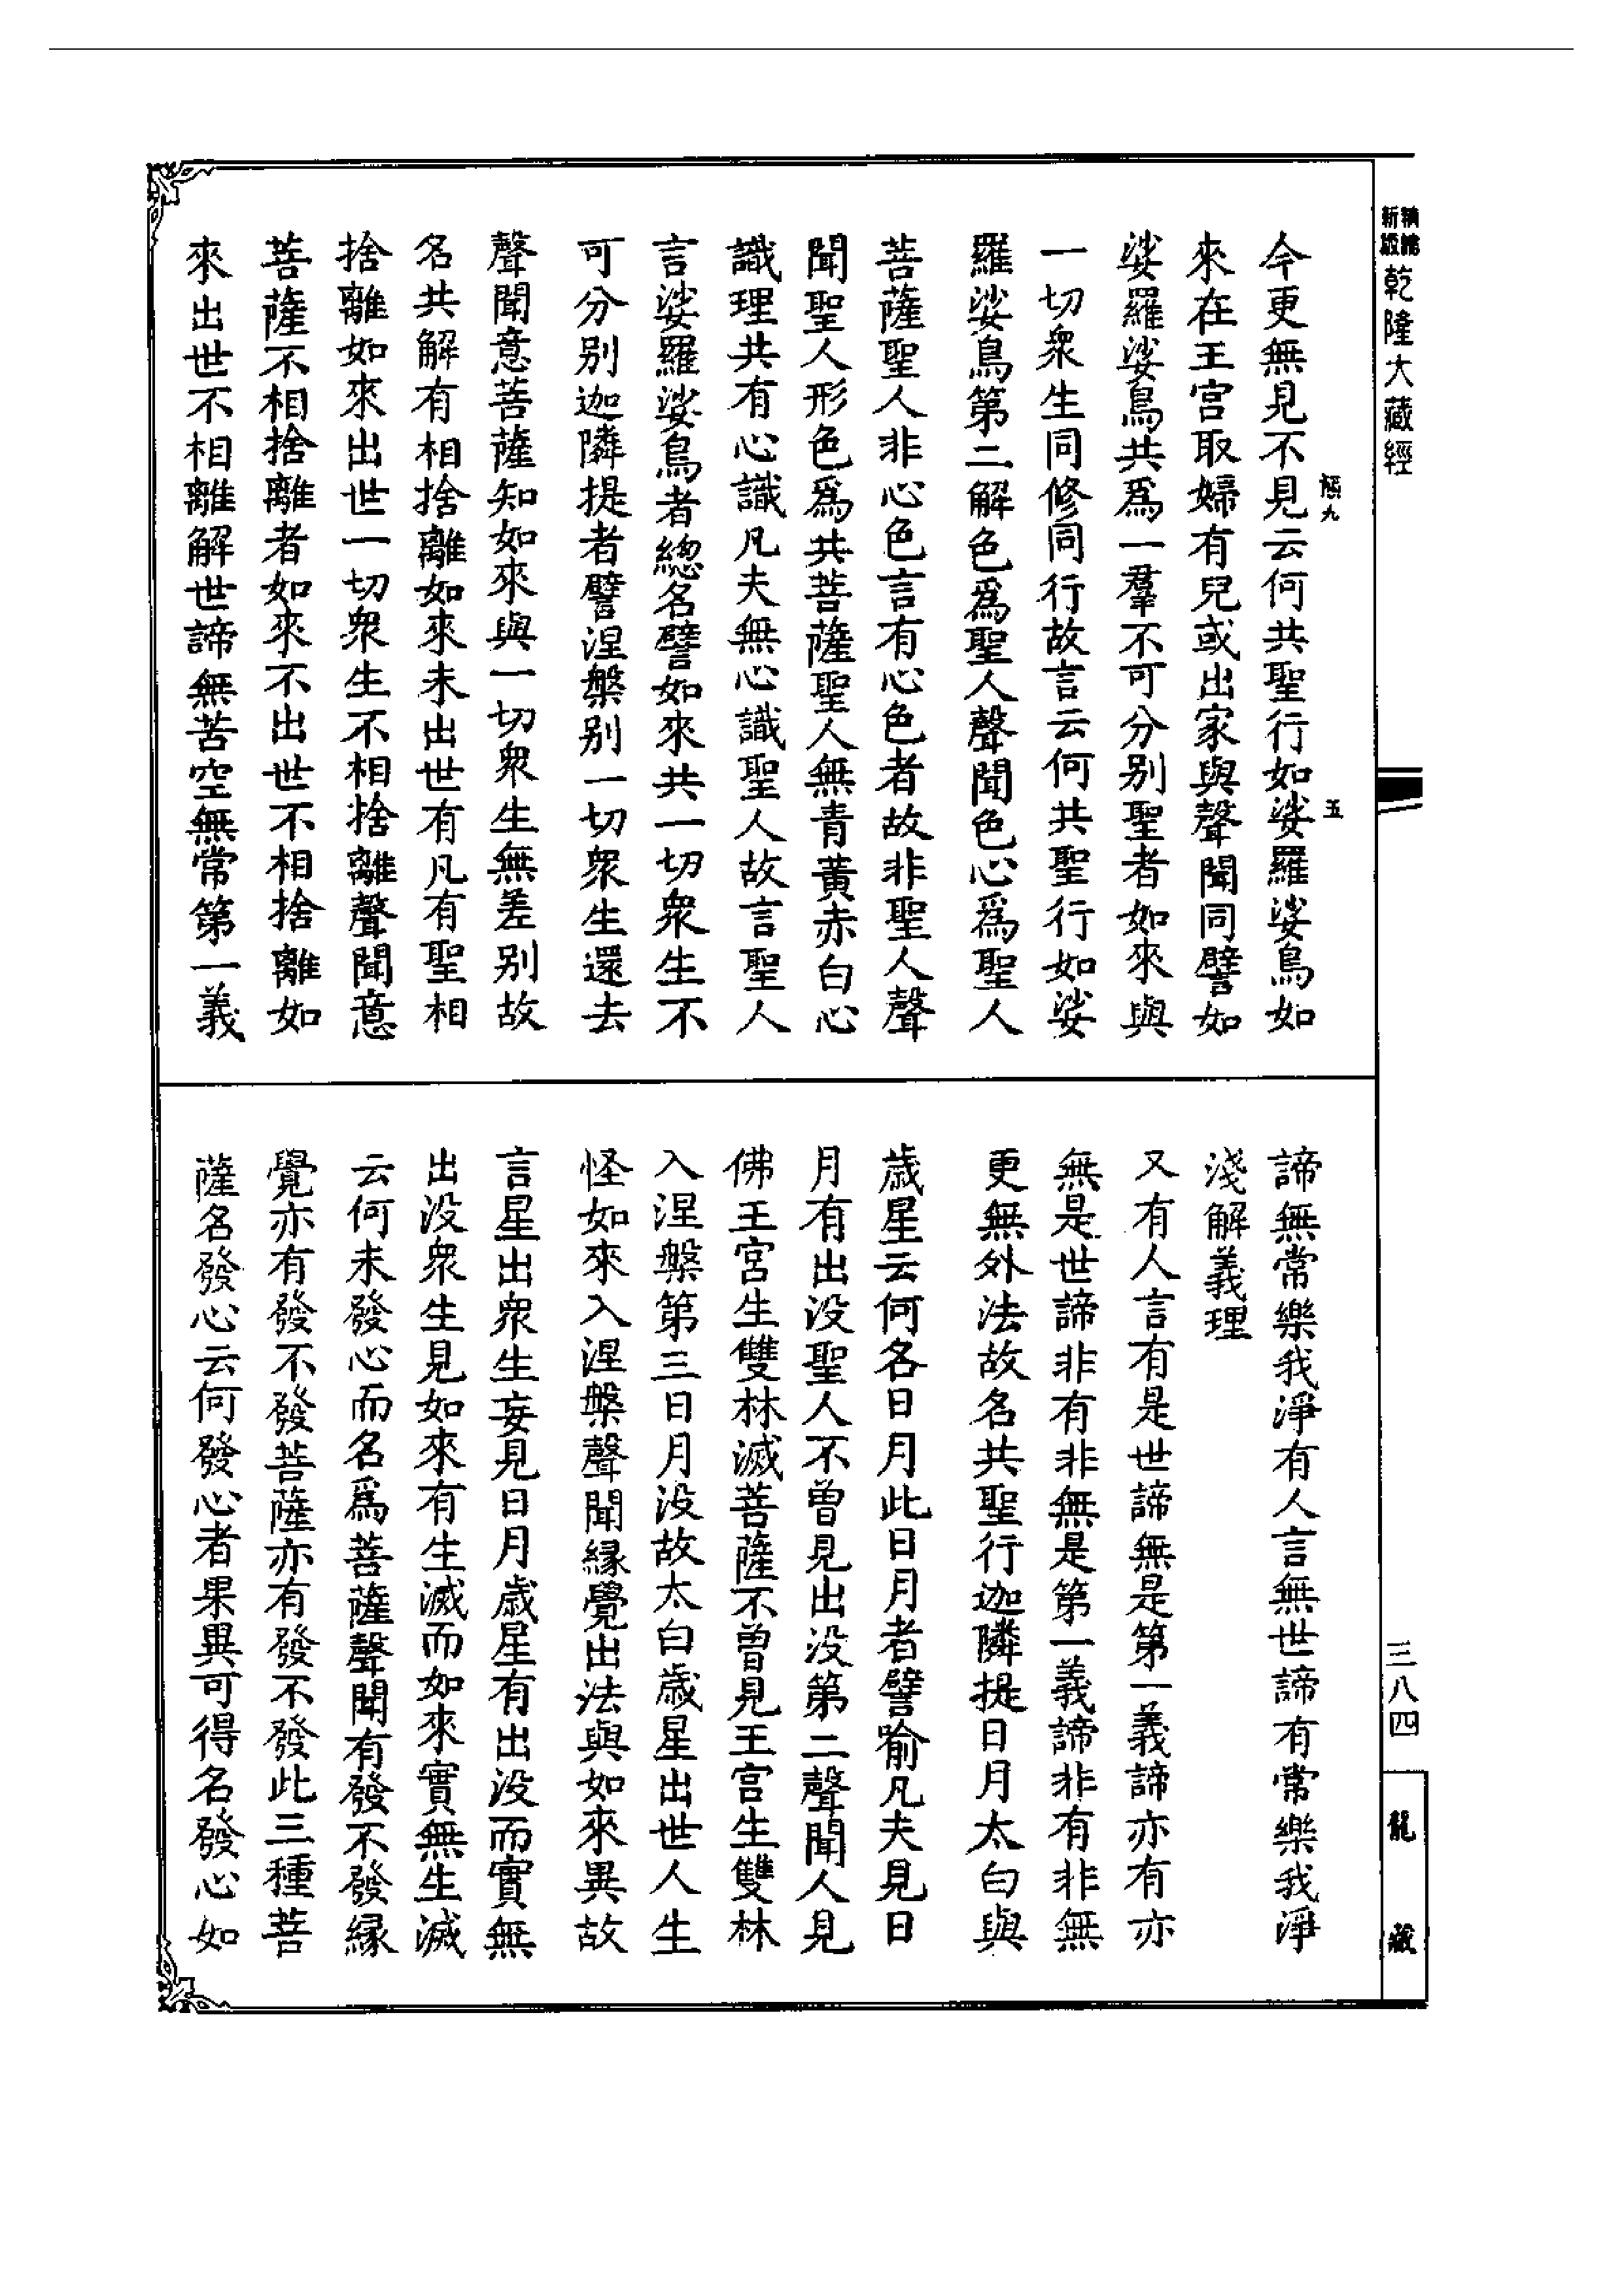 乾隆大藏經
今更無見不見云何共聖行如娑羅娑鳥如
來在王宮取婦有兒或出家與聲聞同譬如
娑羅娑鳥共爲一羣不可分別聖者如來與
一切衆生同修同行故言云何共聖行如娑
羅娑鳥第二解色爲聖人聲聞色心爲聖人
菩薩聖人非心色言有心色者故非聖人聲
聞聖人形色爲共菩薩聖人無青黃赤白心
識理共有心識凡夫無心識聖人故言聖人
言娑羅娑鳥者總名譬如來共一切衆生不
可分別迦隣提者譬涅槃別一切衆生還去
聲聞意菩薩知如來與一切衆生無差別故
名共解有相捨離如來未出世有凡有聖相
捨離如來出世一切衆生不相捨離聲聞意
菩薩不相捨離者如來不出世不相捨離如
來出世不相離解世諦無苦空無常第一義
諦無常樂我淨有人言無世諦有常樂我淨
淺解義理
又有人言有是世諦無是第一義諦亦有亦
無是世諦非有非無是第一義諦非有非無
更無外法故名共聖行迦隣提日月太白與
歲星云何各日月此日月者譬喻凡夫見日
月有出沒聖人不曾見出沒第二聲聞人見
佛王宮生雙林滅菩薩不曾見王宮生雙林
入涅槃第三日月沒故太白歲星出世人生
怪如來入涅槃聲聞緣覺出法與如來異故
言星出衆生妄見日月歲星有出沒而實無
出沒衆生見如來有生滅而如來實無生滅
云何未發心而名爲菩薩聲聞有發不發緣
覺亦有發不發菩薩亦有發不發此三種菩
薩名發心云何發心者果異可得名發心如
九
五
三八四
龍藏